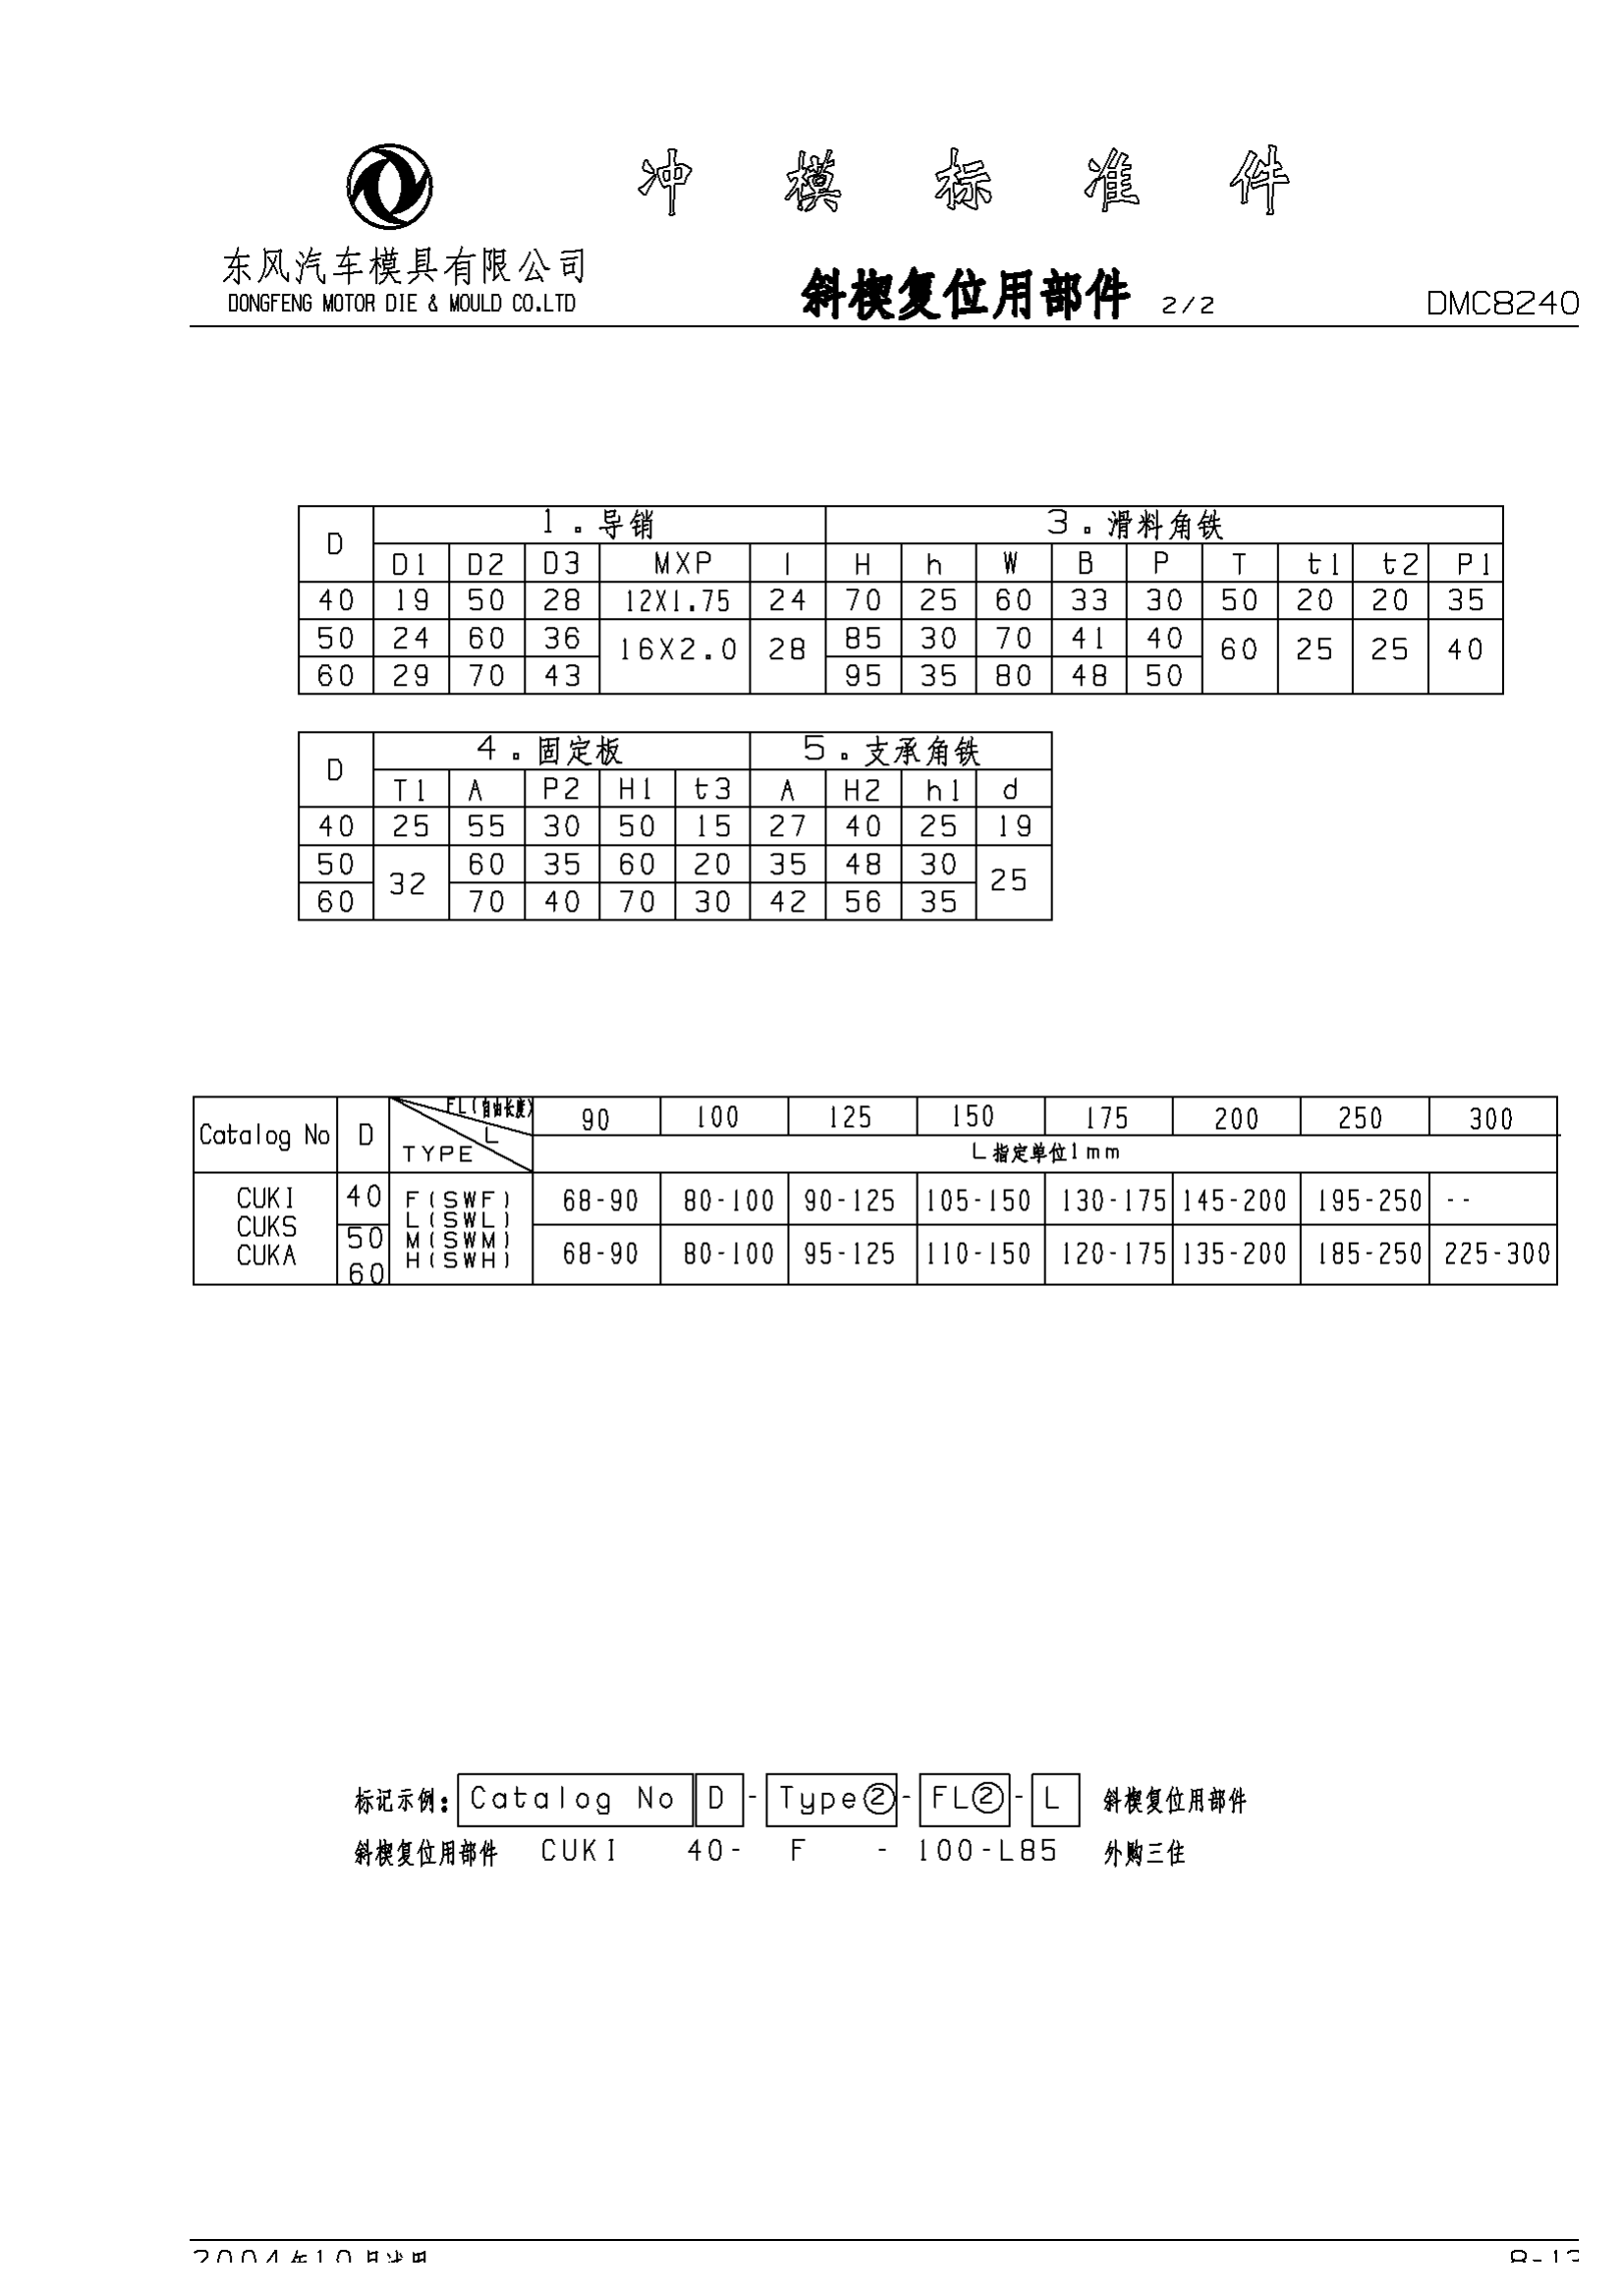 冲 模 标 准 件
东风汽车模具有限公司
DONGFENG MOTOR DIE & MOULD CO.LTD
斜楔复位用部件 2/2 DMC8240
D 1。导销 3。滑料角铁
D1 D2 D3 MXP l H h W B P T t1 t2 P1
40 19 50 28 12X1.75 24 70 25 60 33 30 50 20 20 35
50 24 60 36 16X2.0 28 85 30 70 41 40 60 25 25 40
60 29 70 43 95 35 80 48 50
D 4。固定板 5。支承角铁
T1 A P2 H1 t3 A H2 h1 d
40 25 55 30 50 15 27 40 25 19
50 32 60 35 60 20 35 48 30 25
60 70 40 70 30 42 56 35
Catalog No D FL(自由长度) L TYPE 90 100 125 150 175 200 250 300
L 指定单位1mm
CUKI 40 F(SWF) 68-90 80-100 90-125 105-150 130-175 145-200 195-250 --
CUKS L(SWL)
50 M(SWM)
CUKA H(SWH) 68-90 80-100 95-125 110-150 120-175 135-200 185-250 225-300
60
标记示例: Catalog No D - Type② - FL② - L 斜楔复位用部件
斜楔复位用部件 CUKI 40- F - 100-L85 外购三住
2004年10月